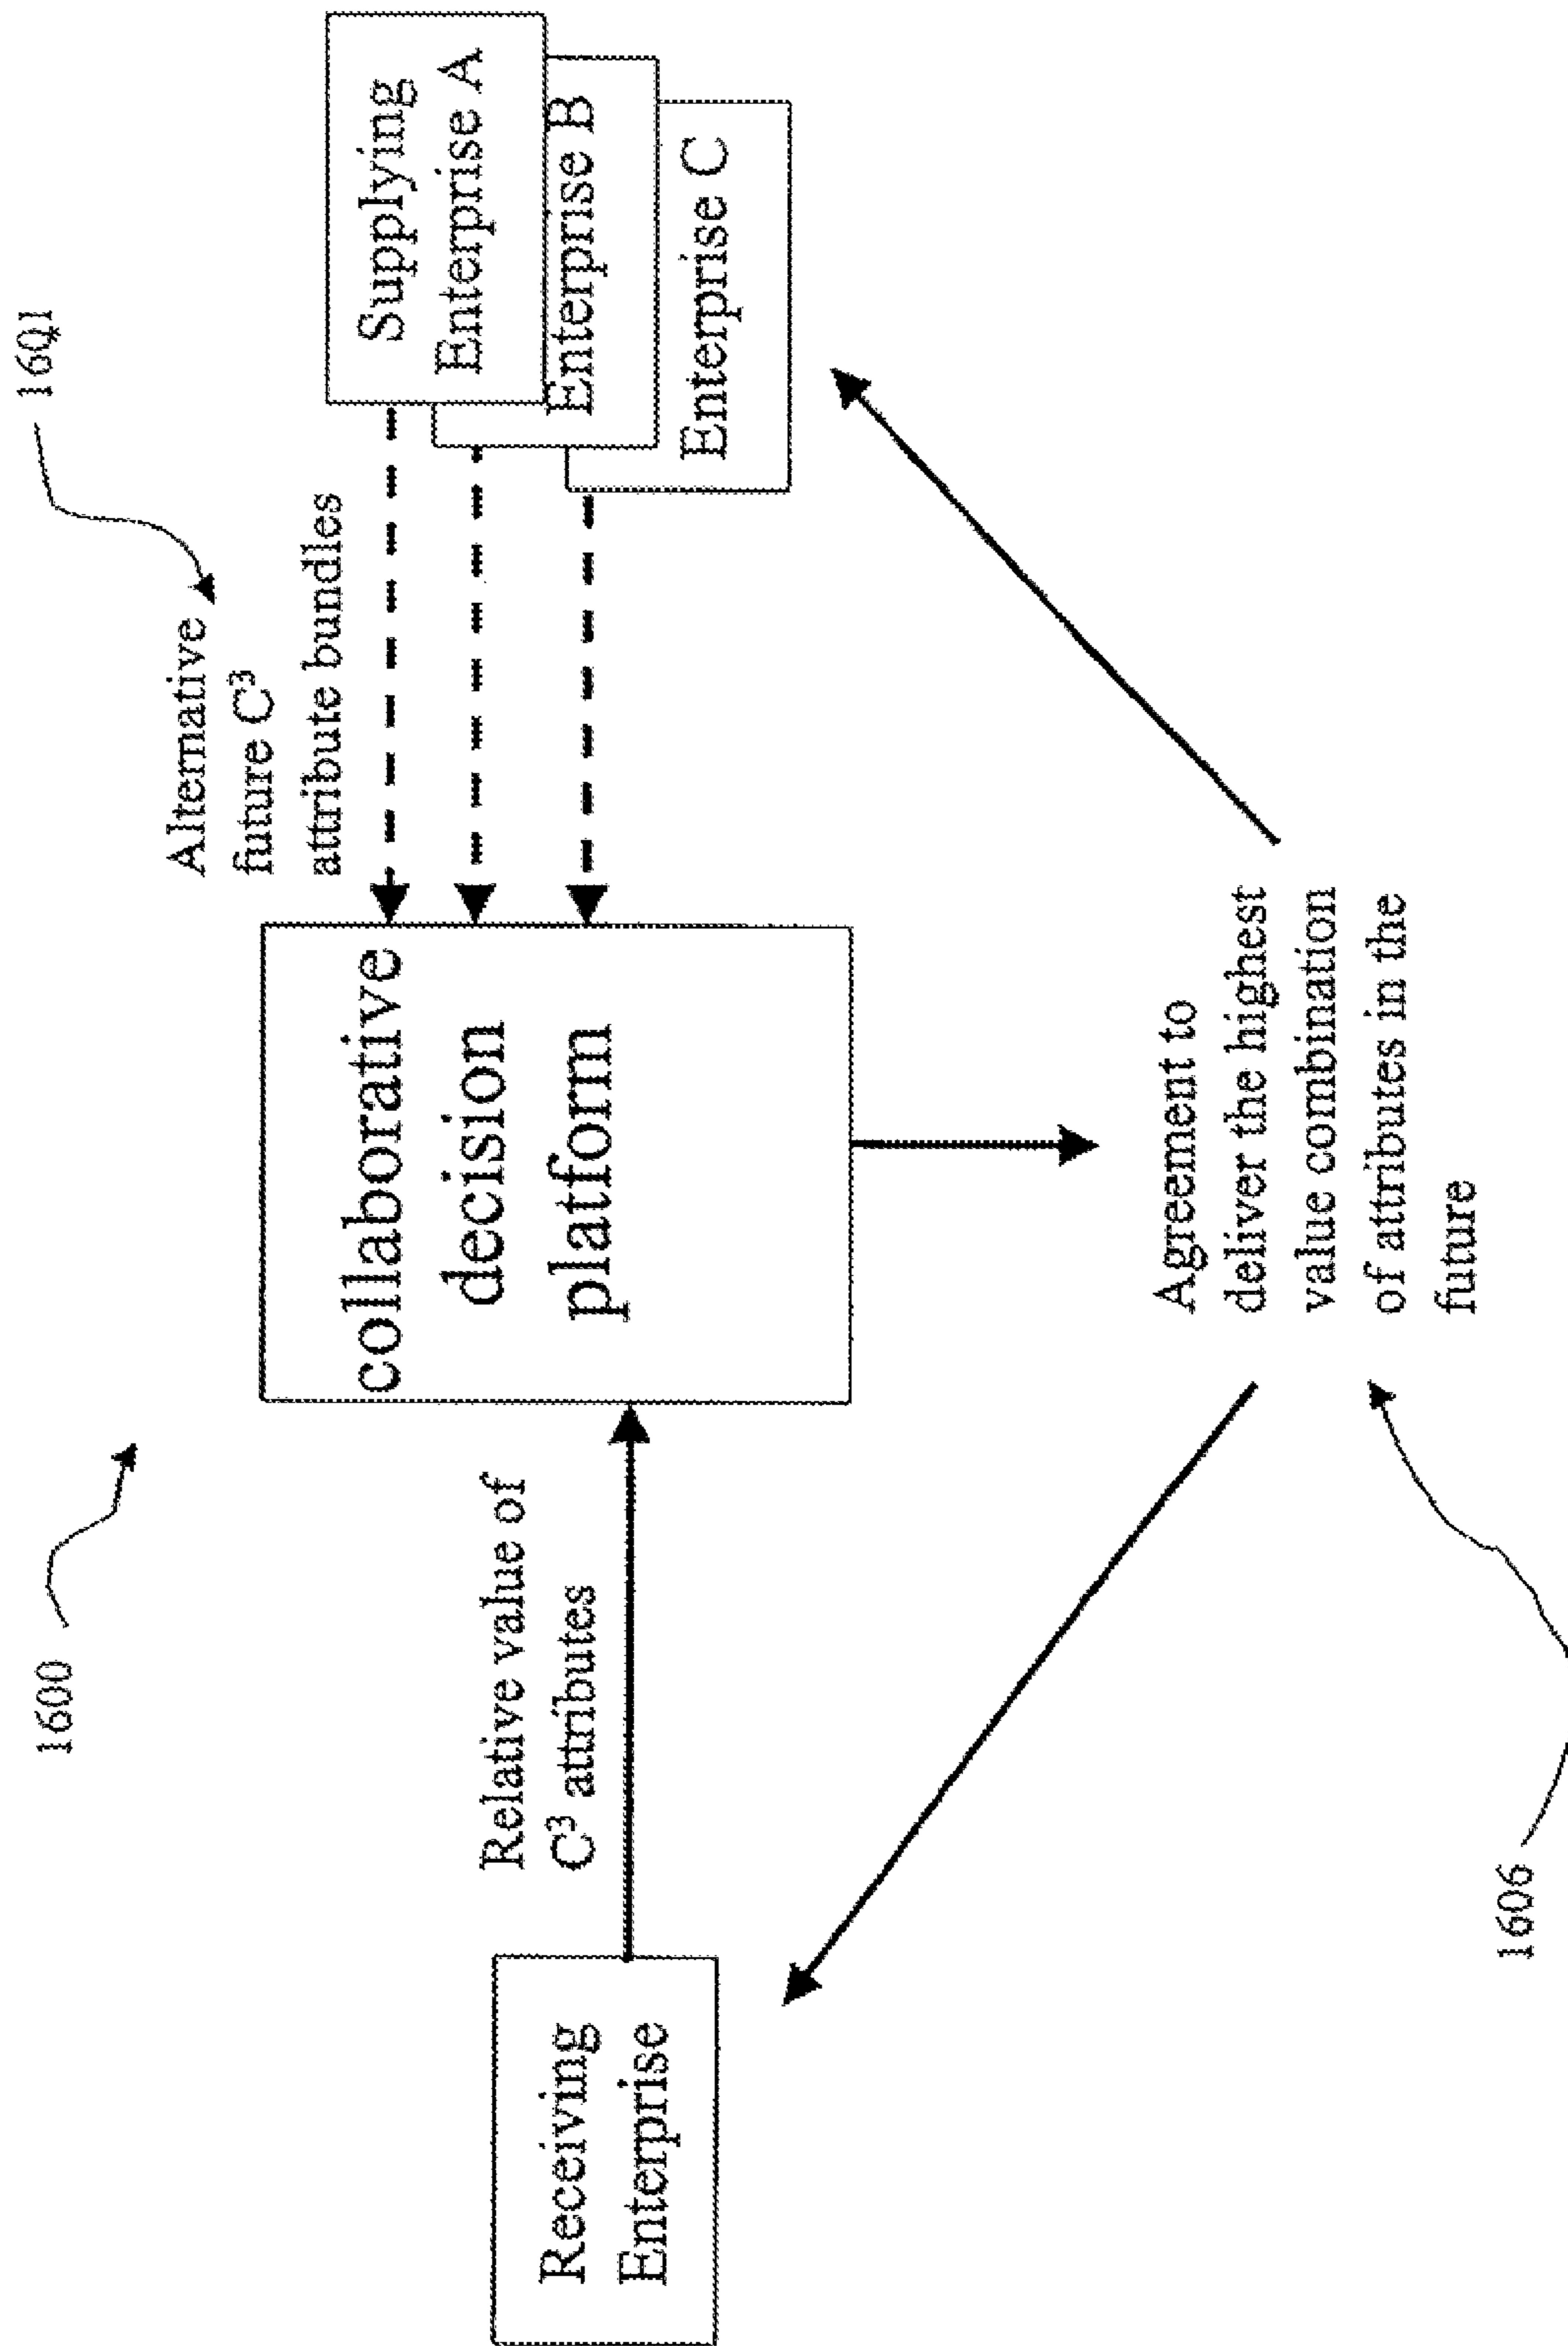 1600
1601
Alternative
future C³
attribute bundles
Relative value of
C³ attributes
Receiving
Enterprise
collaborative
decision
platform
Supplying
Enterprise A
Enterprise B
Enterprise C
Agreement to
deliver the highest
value combination
of attributes in the
future
1606